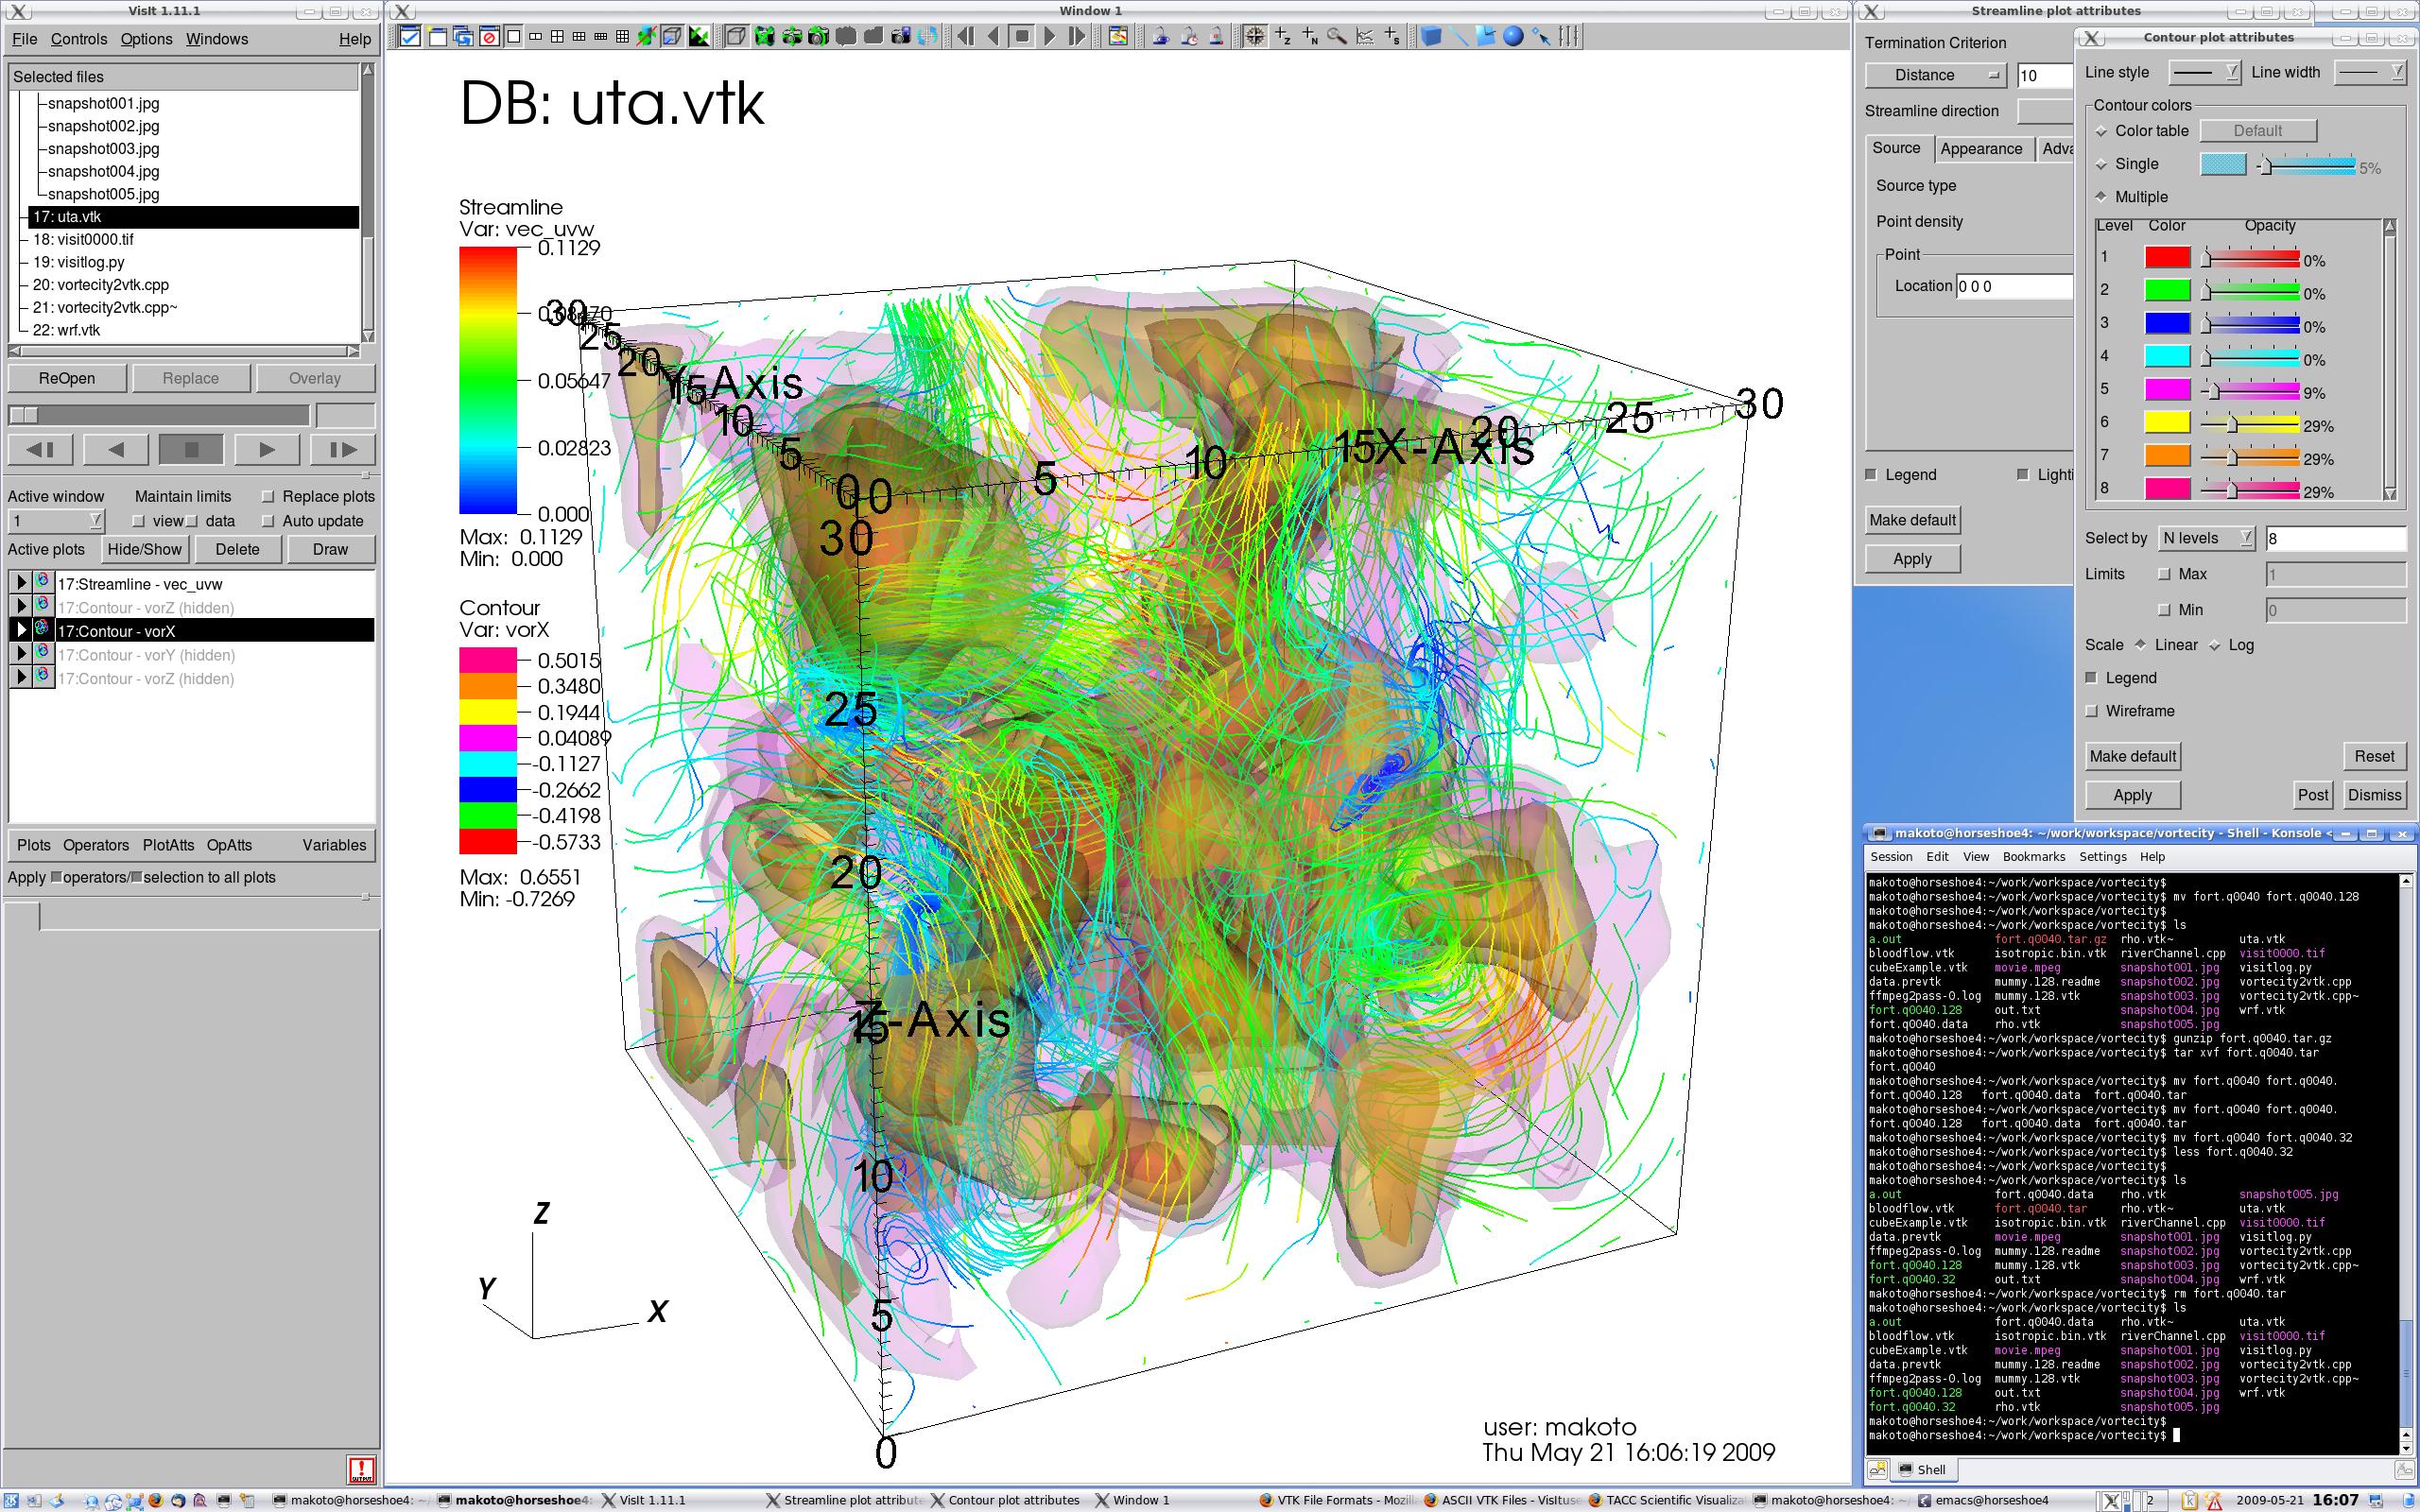 VisIt 1.11.1
File Controls Options Windows Help
Selected files
snapshot001.jpg
snapshot002.jpg
snapshot003.jpg
snapshot004.jpg
snapshot005.jpg
17: uta.vtk
18: visit0000.tif
19: visitlog.py
20: vortecity2vtk.cpp
21: vortecity2vtk.cpp~
22: wrf.vtk
ReOpen Replace Overlay
Active window Maintain limits Replace plots
1 view data Auto update
Active plots Hide/Show Delete Draw
17:Streamline - vec_uvw
17:Contour - vorZ (hidden)
17:Contour - vorX
17:Contour - vorY (hidden)
17:Contour - vorZ (hidden)
Plots Operators PlotAtts OpAtts Variables
Apply operators/ selection to all plots
Window 1
DB: uta.vtk
Streamline
Var: vec_uvw
0.1129
0.08470
0.05647
0.02823
0.000
Max: 0.1129
Min: 0.000
Contour
Var: vorX
0.5015
0.3480
0.1944
0.04089
-0.1127
-0.2662
-0.4198
-0.5733
Max: 0.6551
Min: -0.7269
30
25
20
15
Y-Axis
10
5
0
0
5
10
15
X-Axis
20
25
30
30
25
20
15
Z-Axis
10
5
0
Z
Y
X
user: makoto
Thu May 21 16:06:19 2009
Streamline plot attributes
Termination Criterion
Distance 10
Streamline direction
Source Appearance Adva
Source type
Point density
Point
Location 0 0 0
Legend Lighti
Make default
Apply
Contour plot attributes
Line style Line width
Contour colors
Color table Default
Single 5%
Multiple
Level Color Opacity
1 0%
2 0%
3 0%
4 0%
5 9%
6 29%
7 29%
8 29%
Select by N levels 8
Limits Max 1
Min 0
Scale Linear Log
Legend
Wireframe
Make default Reset
Apply Post Dismiss
makoto@horseshoe4: ~/work/workspace/vortecity - Shell - Konsole <
Session Edit View Bookmarks Settings Help
makoto@horseshoe4:~/work/workspace/vortecity$
makoto@horseshoe4:~/work/workspace/vortecity$ mv fort.q0040 fort.q0040.128
makoto@horseshoe4:~/work/workspace/vortecity$
makoto@horseshoe4:~/work/workspace/vortecity$ ls
a.out fort.q0040.tar.gz rho.vtk~ uta.vtk
bloodflow.vtk isotropic.bin.vtk riverChannel.cpp visit0000.tif
cubeExample.vtk movie.mpeg snapshot001.jpg visitlog.py
data.prevtk mummy.128.readme snapshot002.jpg vortecity2vtk.cpp
ffmpeg2pass-0.log mummy.128.vtk snapshot003.jpg vortecity2vtk.cpp~
fort.q0040.128 out.txt snapshot004.jpg wrf.vtk
fort.q0040.data rho.vtk snapshot005.jpg
makoto@horseshoe4:~/work/workspace/vortecity$ gunzip fort.q0040.tar.gz
makoto@horseshoe4:~/work/workspace/vortecity$ tar xvf fort.q0040.tar
fort.q0040
makoto@horseshoe4:~/work/workspace/vortecity$ mv fort.q0040 fort.q0040.
fort.q0040.128 fort.q0040.data fort.q0040.tar
makoto@horseshoe4:~/work/workspace/vortecity$ mv fort.q0040 fort.q0040.
fort.q0040.128 fort.q0040.data fort.q0040.tar
makoto@horseshoe4:~/work/workspace/vortecity$ mv fort.q0040 fort.q0040.32
makoto@horseshoe4:~/work/workspace/vortecity$ less fort.q0040.32
makoto@horseshoe4:~/work/workspace/vortecity$
makoto@horseshoe4:~/work/workspace/vortecity$ ls
a.out fort.q0040.data rho.vtk snapshot005.jpg
bloodflow.vtk fort.q0040.tar rho.vtk~ uta.vtk
cubeExample.vtk isotropic.bin.vtk riverChannel.cpp visit0000.tif
data.prevtk movie.mpeg snapshot001.jpg visitlog.py
ffmpeg2pass-0.log mummy.128.readme snapshot002.jpg vortecity2vtk.cpp
fort.q0040.128 mummy.128.vtk snapshot003.jpg vortecity2vtk.cpp~
fort.q0040.32 out.txt snapshot004.jpg wrf.vtk
makoto@horseshoe4:~/work/workspace/vortecity$ rm fort.q0040.tar
makoto@horseshoe4:~/work/workspace/vortecity$ ls
a.out fort.q0040.data rho.vtk~ uta.vtk
bloodflow.vtk isotropic.bin.vtk riverChannel.cpp visit0000.tif
cubeExample.vtk movie.mpeg snapshot001.jpg visitlog.py
data.prevtk mummy.128.readme snapshot002.jpg vortecity2vtk.cpp
ffmpeg2pass-0.log mummy.128.vtk snapshot003.jpg vortecity2vtk.cpp~
fort.q0040.128 out.txt snapshot004.jpg wrf.vtk
fort.q0040.32 rho.vtk snapshot005.jpg
makoto@horseshoe4:~/work/workspace/vortecity$
makoto@horseshoe4:~/work/workspace/vortecity$
Shell
makoto@horseshoe4: ~ makoto@horseshoe4: VisIt 1.11.1 Streamline plot attribute Contour plot attributes Window 1 VTK File Formats - Mozill ASCII VTK Files - VisItuse TACC Scientific Visualiza makoto@horseshoe4: ~/ emacs@horseshoe4 2 2009-05-21 16:07